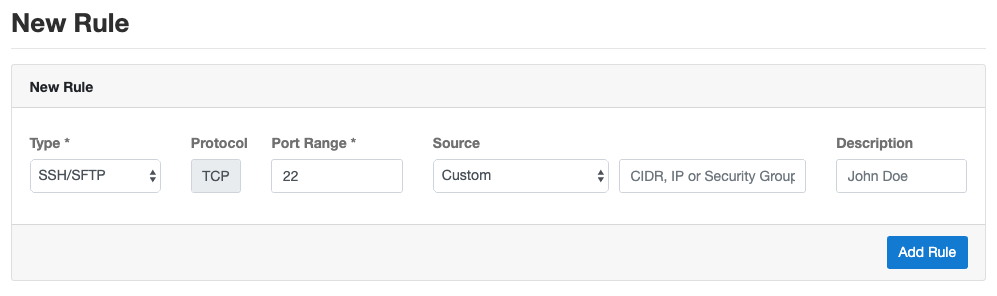 New Rule
New Rule
Type * Protocol Port Range * Source Description
SSH/SFTP TCP 22 Custom CIDR, IP or Security Group John Doe
Add Rule